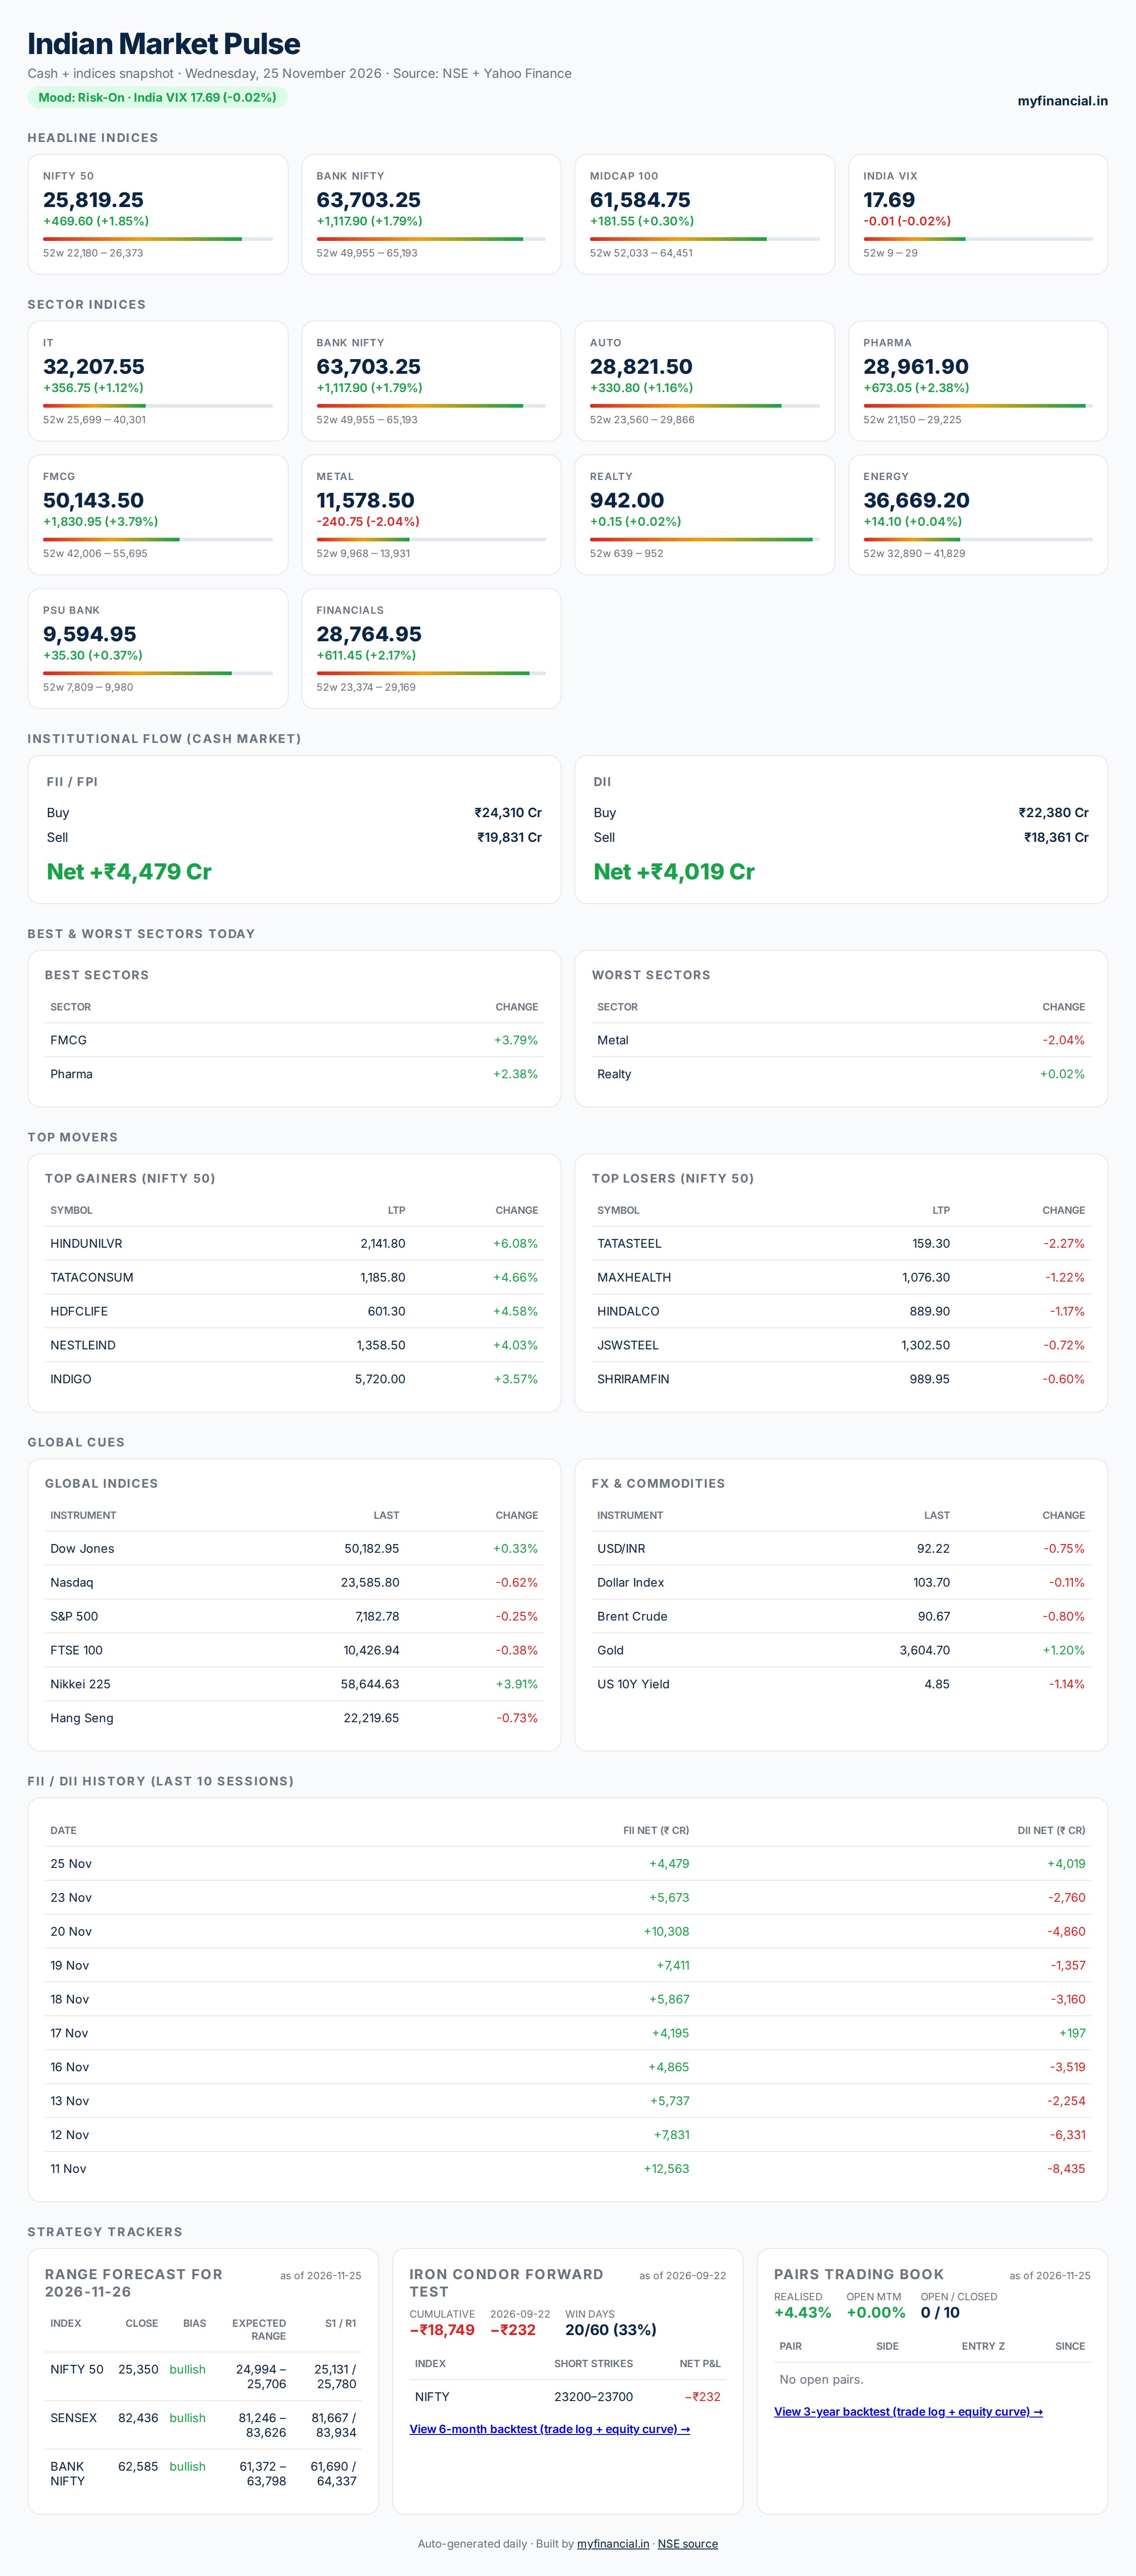 Indian Market Pulse
Cash + indices snapshot · Wednesday, 25 November 2026 · Source: NSE + Yahoo Finance
Mood: Risk-On · India VIX 17.69 (-0.02%)
myfinancial.in
HEADLINE INDICES
NIFTY 50
25,819.25
+469.60 (+1.85%)
52w 22,180 – 26,373
BANK NIFTY
63,703.25
+1,117.90 (+1.79%)
52w 49,955 – 65,193
MIDCAP 100
61,584.75
+181.55 (+0.30%)
52w 52,033 – 64,451
INDIA VIX
17.69
-0.01 (-0.02%)
52w 9 – 29
SECTOR INDICES
IT
32,207.55
+356.75 (+1.12%)
52w 25,699 – 40,301
BANK NIFTY
63,703.25
+1,117.90 (+1.79%)
52w 49,955 – 65,193
AUTO
28,821.50
+330.80 (+1.16%)
52w 23,560 – 29,866
PHARMA
28,961.90
+673.05 (+2.38%)
52w 21,150 – 29,225
FMCG
50,143.50
+1,830.95 (+3.79%)
52w 42,006 – 55,695
METAL
11,578.50
-240.75 (-2.04%)
52w 9,968 – 13,931
REALTY
942.00
+0.15 (+0.02%)
52w 639 – 952
ENERGY
36,669.20
+14.10 (+0.04%)
52w 32,890 – 41,829
PSU BANK
9,594.95
+35.30 (+0.37%)
52w 7,809 – 9,980
FINANCIALS
28,764.95
+611.45 (+2.17%)
52w 23,374 – 29,169
INSTITUTIONAL FLOW (CASH MARKET)
FII / FPI
Buy ₹24,310 Cr
Sell ₹19,831 Cr
Net +₹4,479 Cr
DII
Buy ₹22,380 Cr
Sell ₹18,361 Cr
Net +₹4,019 Cr
BEST & WORST SECTORS TODAY
BEST SECTORS
SECTOR CHANGE
FMCG +3.79%
Pharma +2.38%
WORST SECTORS
SECTOR CHANGE
Metal -2.04%
Realty +0.02%
TOP MOVERS
TOP GAINERS (NIFTY 50)
SYMBOL LTP CHANGE
HINDUNILVR 2,141.80 +6.08%
TATACONSUM 1,185.80 +4.66%
HDFCLIFE 601.30 +4.58%
NESTLEIND 1,358.50 +4.03%
INDIGO 5,720.00 +3.57%
TOP LOSERS (NIFTY 50)
SYMBOL LTP CHANGE
TATASTEEL 159.30 -2.27%
MAXHEALTH 1,076.30 -1.22%
HINDALCO 889.90 -1.17%
JSWSTEEL 1,302.50 -0.72%
SHRIRAMFIN 989.95 -0.60%
GLOBAL CUES
GLOBAL INDICES
INSTRUMENT LAST CHANGE
Dow Jones 50,182.95 +0.33%
Nasdaq 23,585.80 -0.62%
S&P 500 7,182.78 -0.25%
FTSE 100 10,426.94 -0.38%
Nikkei 225 58,644.63 +3.91%
Hang Seng 22,219.65 -0.73%
FX & COMMODITIES
INSTRUMENT LAST CHANGE
USD/INR 92.22 -0.75%
Dollar Index 103.70 -0.11%
Brent Crude 90.67 -0.80%
Gold 3,604.70 +1.20%
US 10Y Yield 4.85 -1.14%
FII / DII HISTORY (LAST 10 SESSIONS)
DATE FII NET (₹ CR) DII NET (₹ CR)
25 Nov +4,479 +4,019
23 Nov +5,673 -2,760
20 Nov +10,308 -4,860
19 Nov +7,411 -1,357
18 Nov +5,867 -3,160
17 Nov +4,195 +197
16 Nov +4,865 -3,519
13 Nov +5,737 -2,254
12 Nov +7,831 -6,331
11 Nov +12,563 -8,435
STRATEGY TRACKERS
RANGE FORECAST FOR as of 2026-11-25
2026-11-26
INDEX CLOSE BIAS EXPECTED S1 / R1
RANGE
NIFTY 50 25,350 bullish 24,994 – 25,131 /
25,706 25,780
SENSEX 82,436 bullish 81,246 – 81,667 /
83,626 83,934
BANK 62,585 bullish 61,372 – 61,690 /
NIFTY 63,798 64,337
IRON CONDOR FORWARD as of 2026-09-22
TEST
CUMULATIVE 2026-09-22 WIN DAYS
−₹18,749 −₹232 20/60 (33%)
INDEX SHORT STRIKES NET P&L
NIFTY 23200–23700 −₹232
View 6-month backtest (trade log + equity curve) →
PAIRS TRADING BOOK as of 2026-11-25
REALISED OPEN MTM OPEN / CLOSED
+4.43% +0.00% 0 / 10
PAIR SIDE ENTRY Z SINCE
No open pairs.
View 3-year backtest (trade log + equity curve) →
Auto-generated daily · Built by myfinancial.in · NSE source